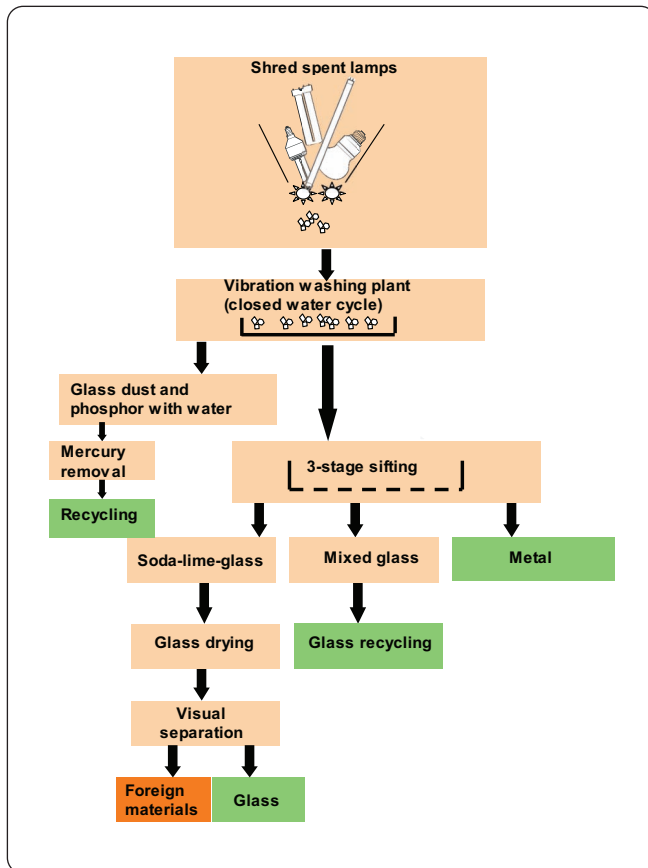 Shred spent lamps
Vibration washing plant
(closed water cycle)
Glass dust and
phosphor with water
Mercury
removal
Recycling
3-stage sifting
Soda-lime-glass
Mixed glass
Metal
Glass drying
Glass recycling
Visual
separation
Foreign
materials
Glass